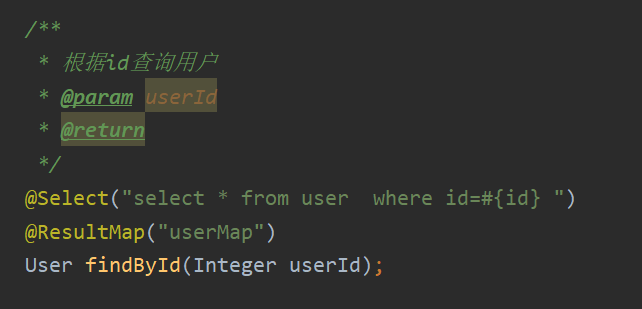 /**
* 根据id查询用户
* @param userId
* @return
*/
@Select("select * from user  where id=#{id} ")
@ResultMap("userMap")
User findById(Integer userId);